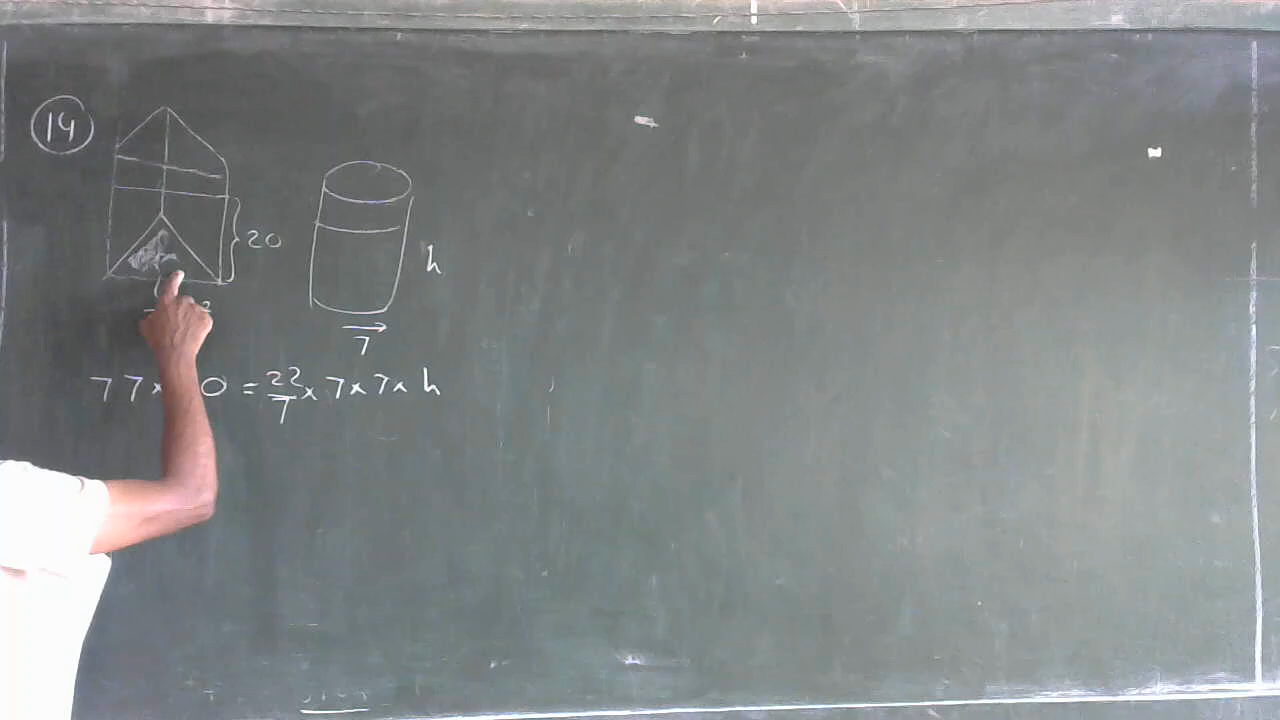 14
20
h
7
77 × 0 = 22/7 × 7 × 7 × h